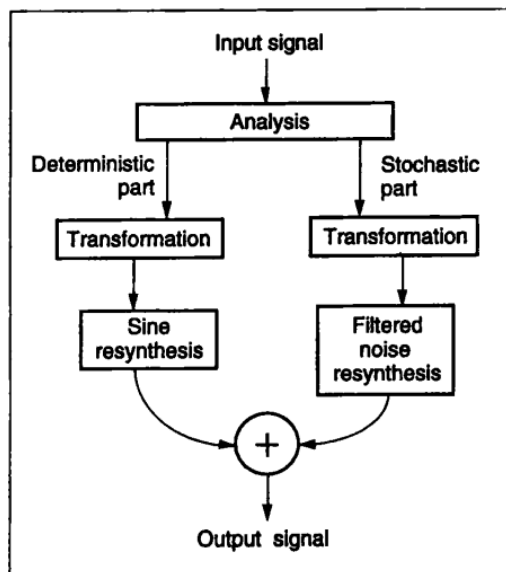 Input signal
Analysis
Deterministic
part
Stochastic
part
Transformation
Transformation
Sine
resynthesis
Filtered
noise
resynthesis
+
Output signal